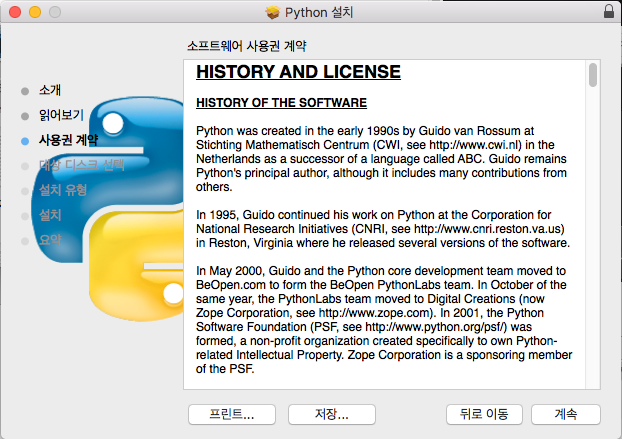 Python 설치
소프트웨어 사용권 계약
소개
읽어보기
사용권 계약
대상 디스크 선택
설치 유형
설치
요약
HISTORY AND LICENSE
HISTORY OF THE SOFTWARE
Python was created in the early 1990s by Guido van Rossum at
Stichting Mathematisch Centrum (CWI, see http://www.cwi.nl) in the
Netherlands as a successor of a language called ABC. Guido remains
Python's principal author, although it includes many contributions from
others.
In 1995, Guido continued his work on Python at the Corporation for
National Research Initiatives (CNRI, see http://www.cnri.reston.va.us)
in Reston, Virginia where he released several versions of the software.
In May 2000, Guido and the Python core development team moved to
BeOpen.com to form the BeOpen PythonLabs team. In October of the
same year, the PythonLabs team moved to Digital Creations (now
Zope Corporation, see http://www.zope.com). In 2001, the Python
Software Foundation (PSF, see http://www.python.org/psf/) was
formed, a non-profit organization created specifically to own Python-
related Intellectual Property. Zope Corporation is a sponsoring member
of the PSF.
프린트...
저장...
뒤로 이동
계속